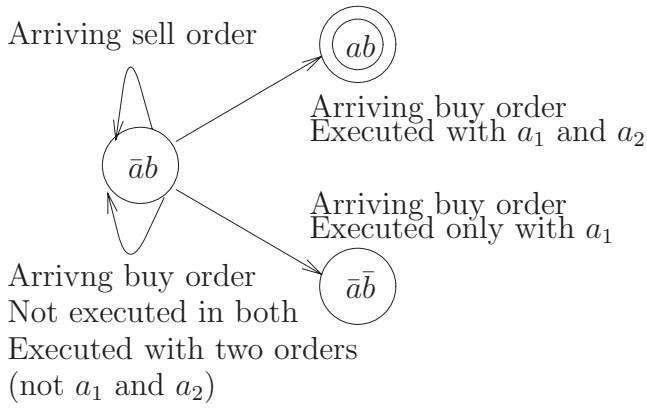 Arriving sell order
ab
Arriving buy order
Executed with a₁ and a₂
āb
Arriving buy order
Executed only with a₁
āb̄
Arrivng buy order
Not executed in both
Executed with two orders
(not a₁ and a₂)